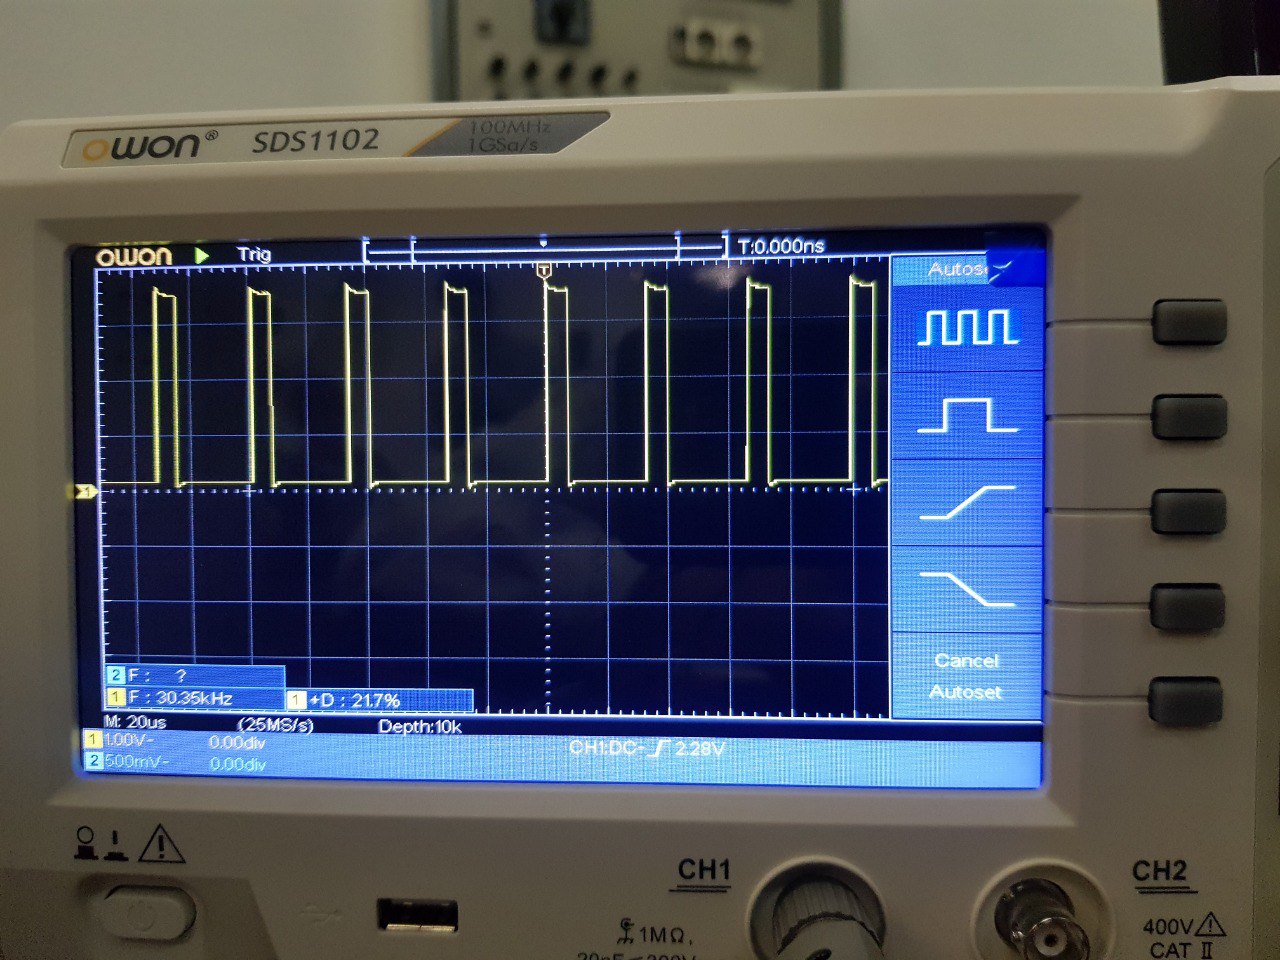 owon® SDS1102 100MHz
1GSa/s
owon Trig T T:0.000ns
Autose
1
2 F : ?
1 F : 30.35kHz 1 +D : 21.7%
M: 20us (25MS/s) Depth:10k
1 1.00V~ 0.00div CH1:DC- 2.28V
2 500mV~ 0.00div
Cancel
Autoset
CH1 CH2
1MΩ,
400V
CAT II